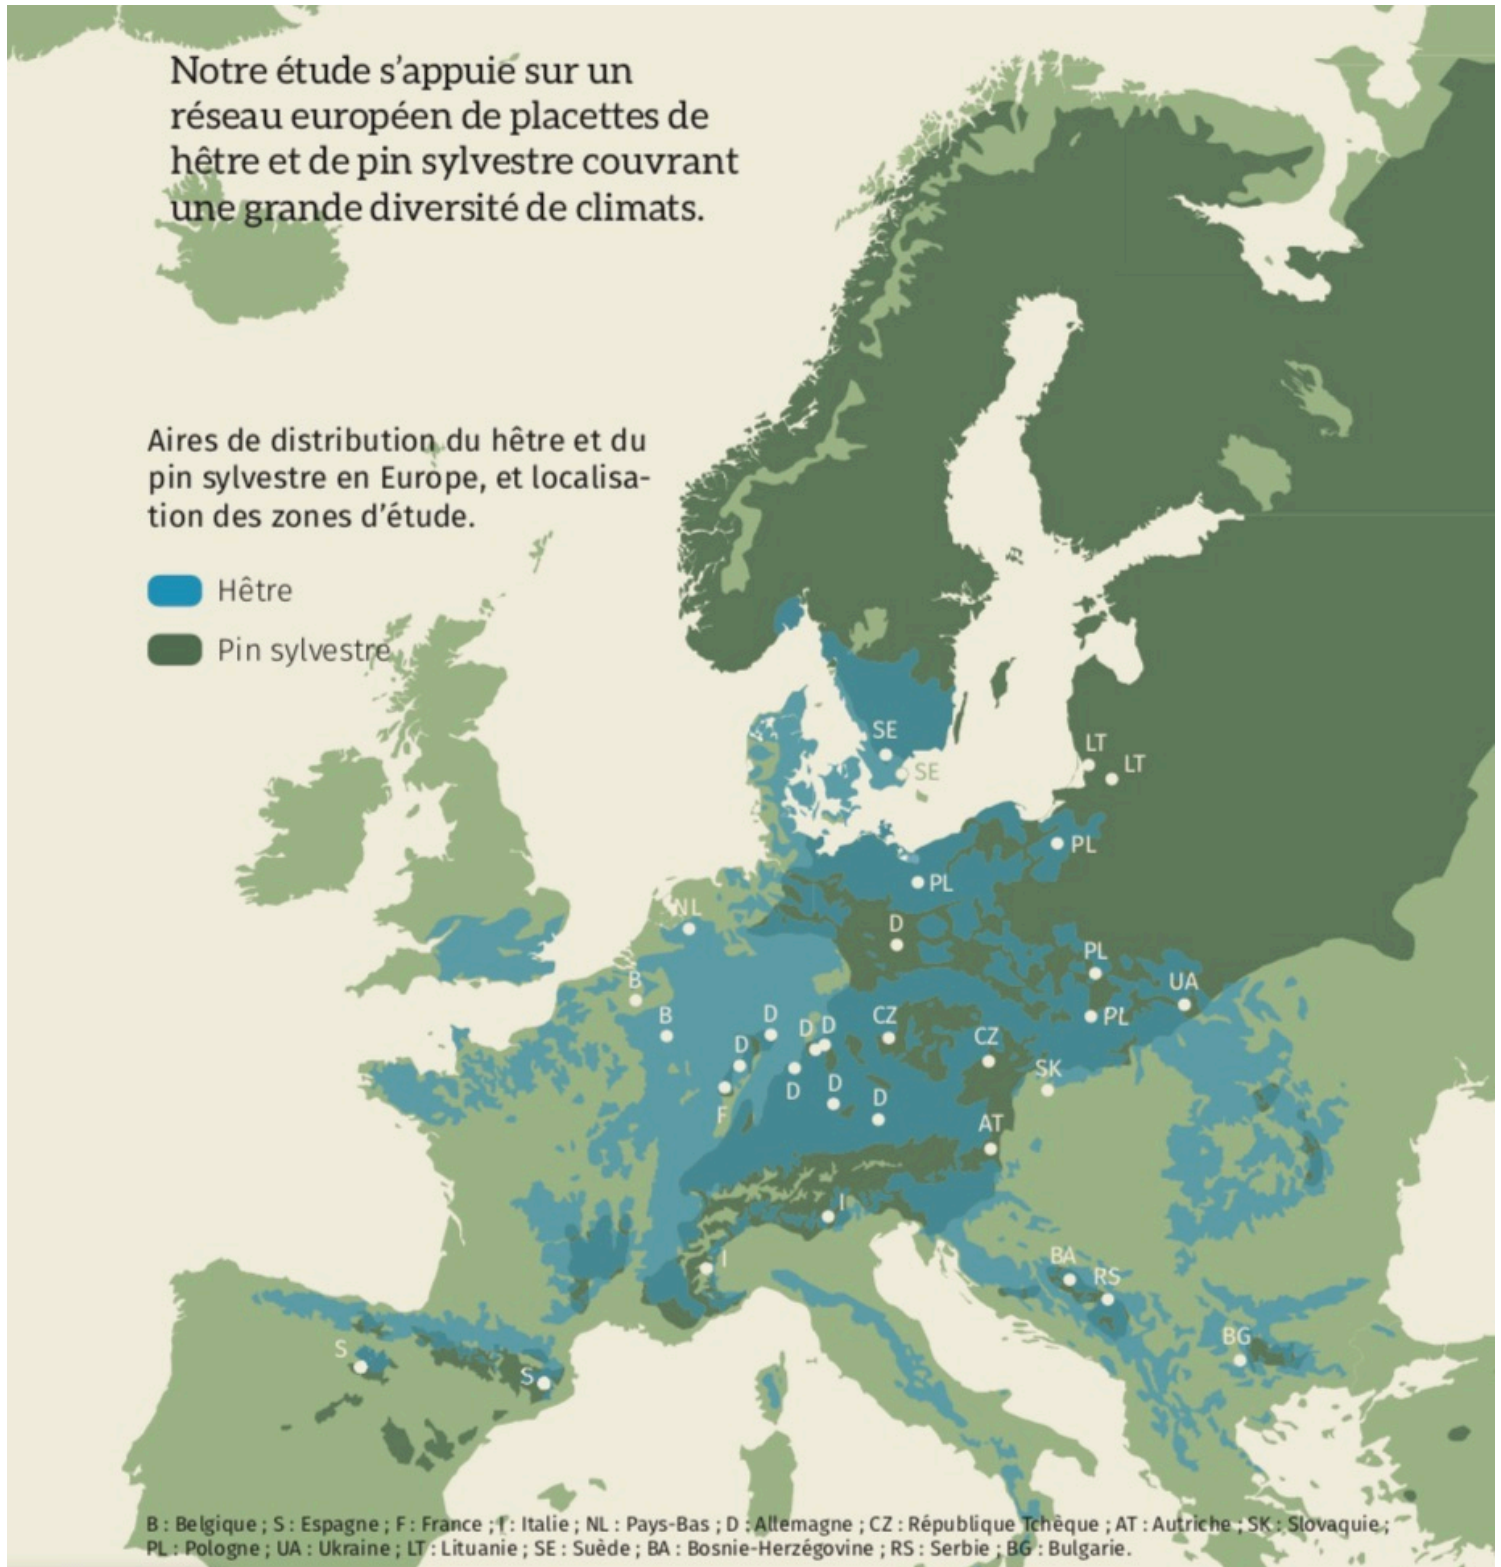 Notre étude s'appuie sur un
réseau européen de placettes de
hêtre et de pin sylvestre couvrant
une grande diversité de climats.
Aires de distribution du hêtre et du
pin sylvestre en Europe, et localisa-
tion des zones d'étude.
Hêtre
Pin sylvestre
SE
SE
LT
LT
PL
PL
NL
D
B
PL
UA
B
D
D
D
CZ
PL
D
CZ
SK
D
D
D
F
AT
I
I
BA
RS
BG
S
S
B : Belgique ; S : Espagne ; F : France ; I : Italie ; NL : Pays-Bas ; D : Allemagne ; CZ : République Tchèque ; AT : Autriche ; SK : Slovaquie ;
PL : Pologne ; UA : Ukraine ; LT : Lituanie ; SE : Suède ; BA : Bosnie-Herzégovine ; RS : Serbie ; BG : Bulgarie.